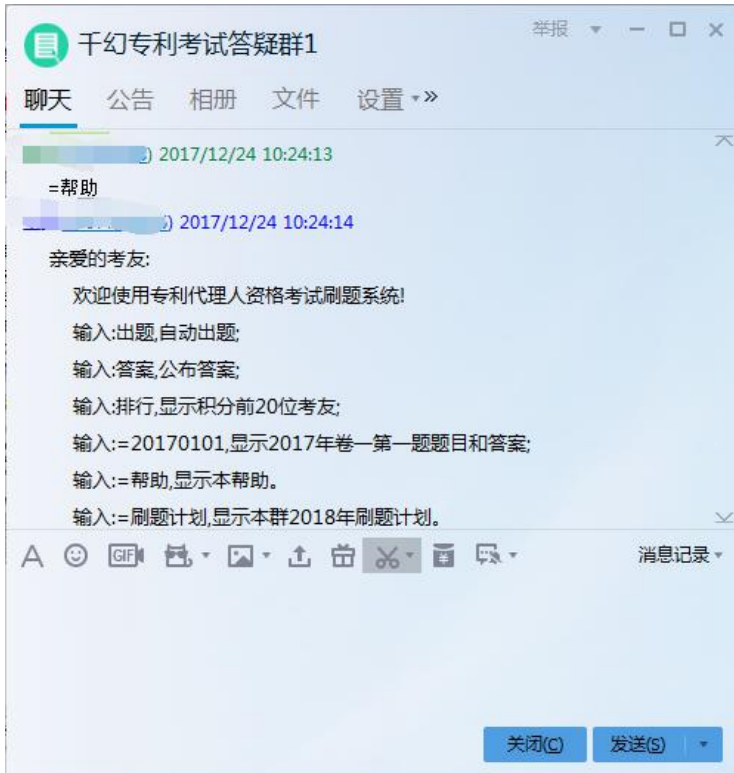 千幻专利考试答疑群1
举报
聊天 公告 相册 文件 设置
) 2017/12/24 10:24:13
=帮助
) 2017/12/24 10:24:14
亲爱的考友:
欢迎使用专利代理人资格考试刷题系统!
输入:出题,自动出题;
输入:答案,公布答案;
输入:排行,显示积分前20位考友;
输入:=20170101,显示2017年卷一第一题题目和答案;
输入:=帮助,显示本帮助。
输入:=刷题计划,显示本群2018年刷题计划。
GIF
消息记录
关闭(C) 发送(S)